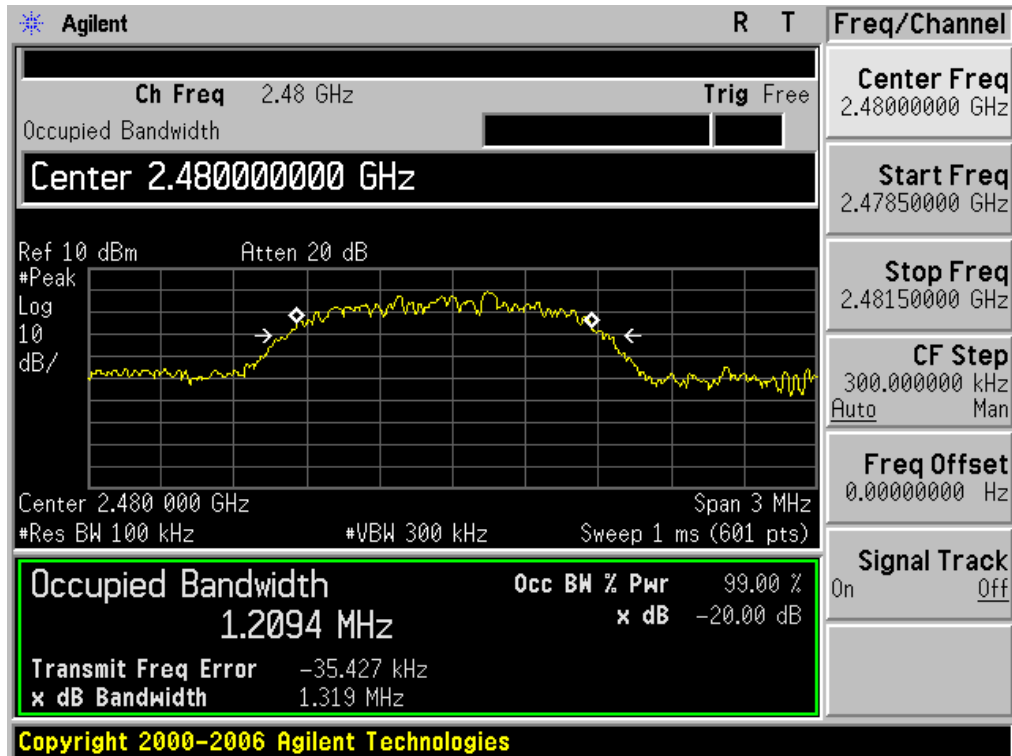 Agilent R T Freq/Channel
Ch Freq 2.48 GHz Trig Free
Occupied Bandwidth
Center 2.480000000 GHz
Ref 10 dBm Atten 20 dB
#Peak
Log
10
dB/
Center 2.480 000 GHz Span 3 MHz
#Res BW 100 kHz #VBW 300 kHz Sweep 1 ms (601 pts)
Occupied Bandwidth Occ BW % Pwr 99.00 %
1.2094 MHz x dB -20.00 dB
Transmit Freq Error -35.427 kHz
x dB Bandwidth 1.319 MHz
Center Freq
2.48000000 GHz
Start Freq
2.47850000 GHz
Stop Freq
2.48150000 GHz
CF Step
300.000000 kHz
Auto Man
Freq Offset
0.00000000 Hz
Signal Track
On Off
Copyright 2000-2006 Agilent Technologies